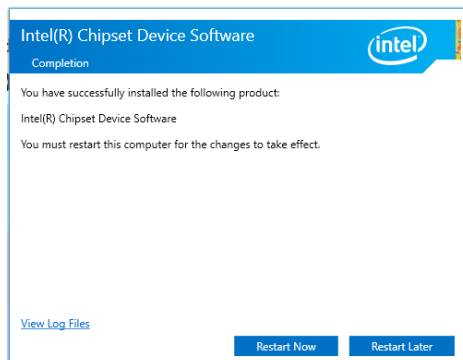 Intel(R) Chipset Device Software
intel
Completion
You have successfully installed the following product:
Intel(R) Chipset Device Software
You must restart this computer for the changes to take effect.
View Log Files
Restart Now
Restart Later